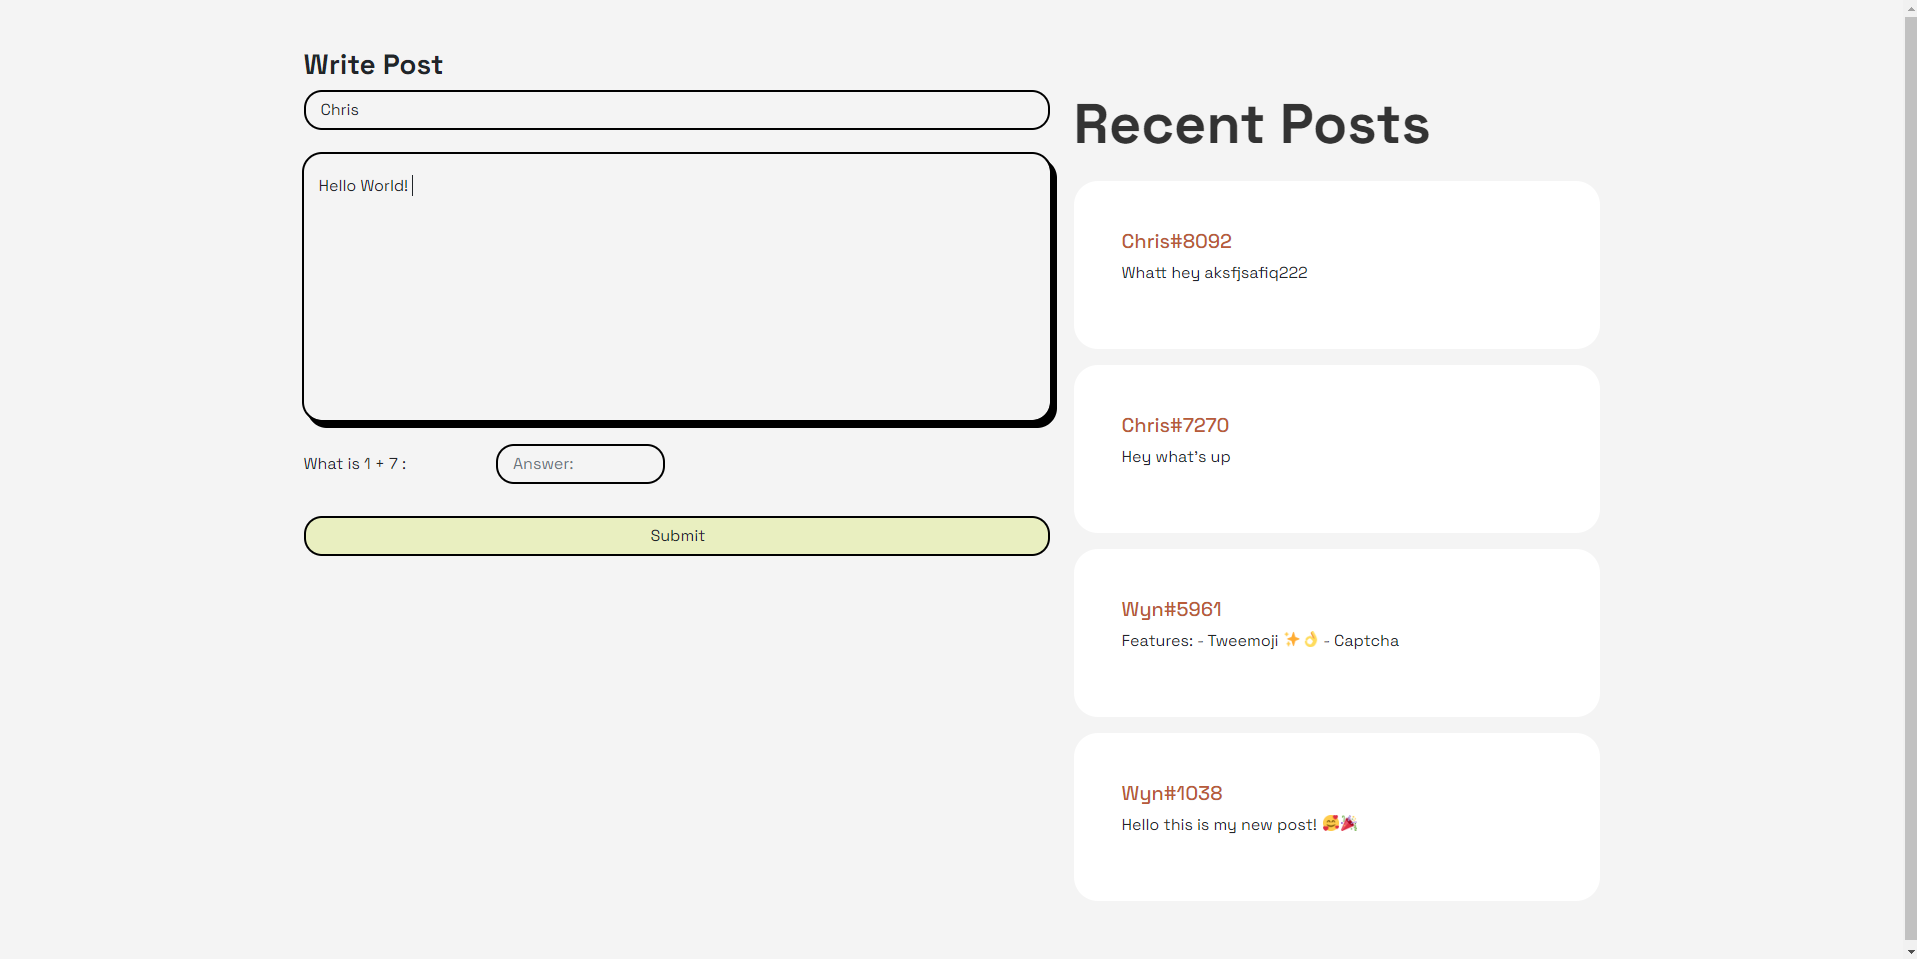 Write Post
Chris
Hello World!
What is 1 + 7 :
Answer:
Submit
Recent Posts
Chris#8092
Whatt hey aksfjsafiq222
Chris#7270
Hey what's up
Wyn#5961
Features: - Tweemoji ✨👌 - Captcha
Wyn#1038
Hello this is my new post! 🥰🎉